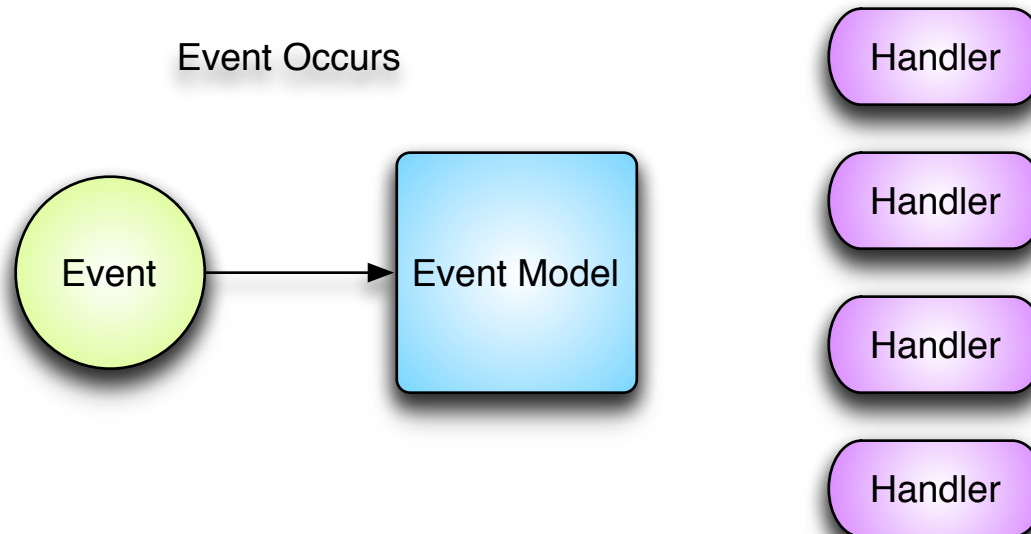 Event Occurs
Handler
Handler
Event
Event Model
Handler
Handler